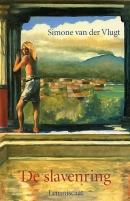 Simone van der Vlugt
De slavenring
Lemniscaat